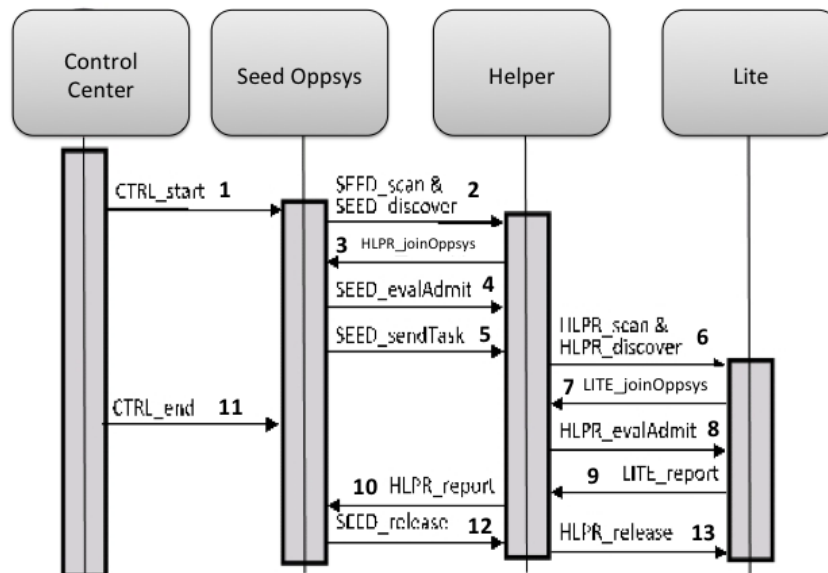 Control
Center
Seed Oppsys
Helper
Lite
CTRL_start 1
SEED_scan & 2
SEED_discover
3 HLPR_joinOppsys
SEED_evalAdmit 4
SEED_sendTask 5
HLPR_scan & 6
HLPR_discover
7 LITE_joinOppsys
CTRL_end 11
HLPR_evalAdmit 8
9 LITE_report
10 HLPR_report
SEED_release 12
HLPR_release 13